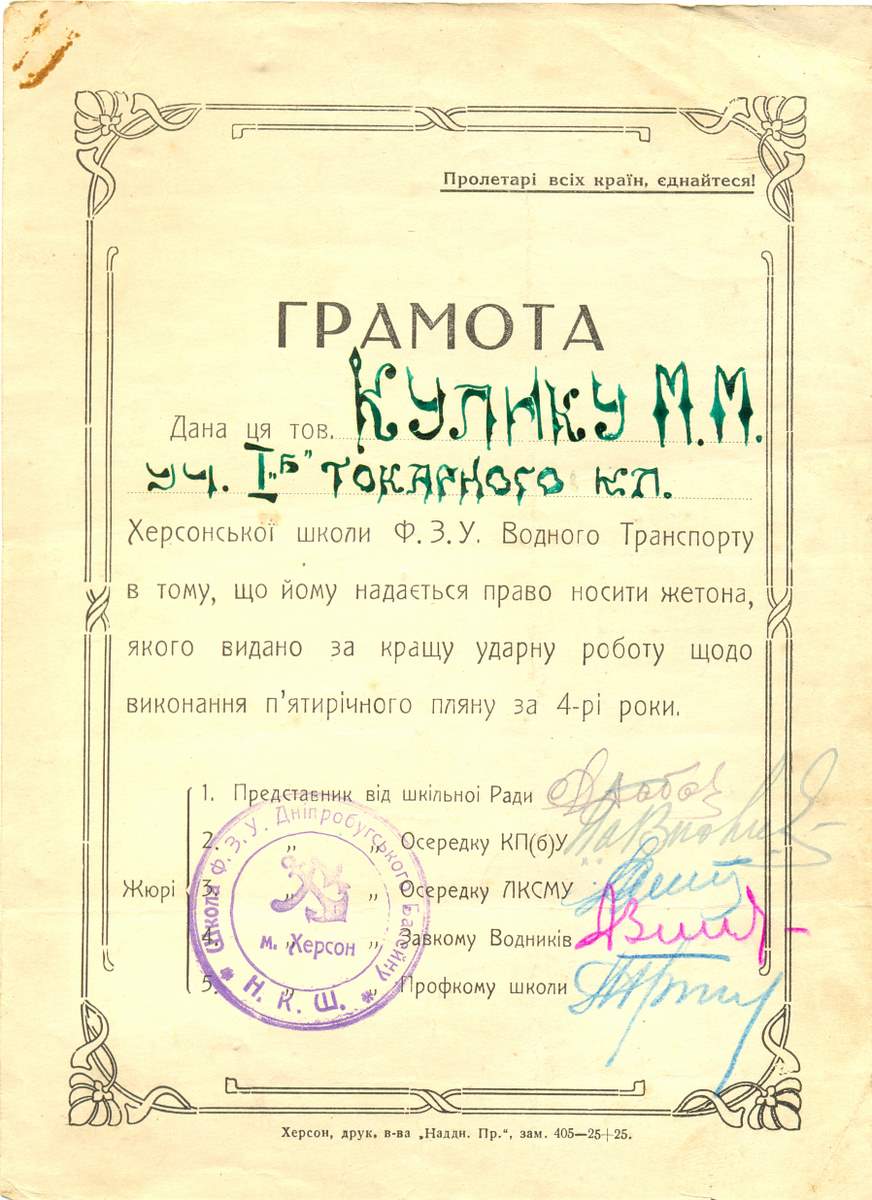 Пролетарі всіх країн, єднайтеся!
ГРАМОТА
Дана ця тов. КУЛИКУ М.М.
уч. І „Б" ТОКАРНОГО КЛ.
Херсонської школи Ф. З. У. Водного Транспорту
в тому, що йому надається право носити жетона,
якого видано за кращу ударну роботу щодо
виконання п'ятирічного пляну за 4-рі роки.
Жюрі
1. Представник від шкільної Ради
2. „ „ Осередку КП(б)У
3. „ „ Осередку ЛКСМУ
4. „ „ Завкому Водників
5. „ „ Профкому школи
Школа Ф. З. У. Дніпробугського Басейну
м. Херсон
* Н. К. Ш. *
Херсон, друк. в-ва „Наддн. Пр.", зам. 405—25+25.